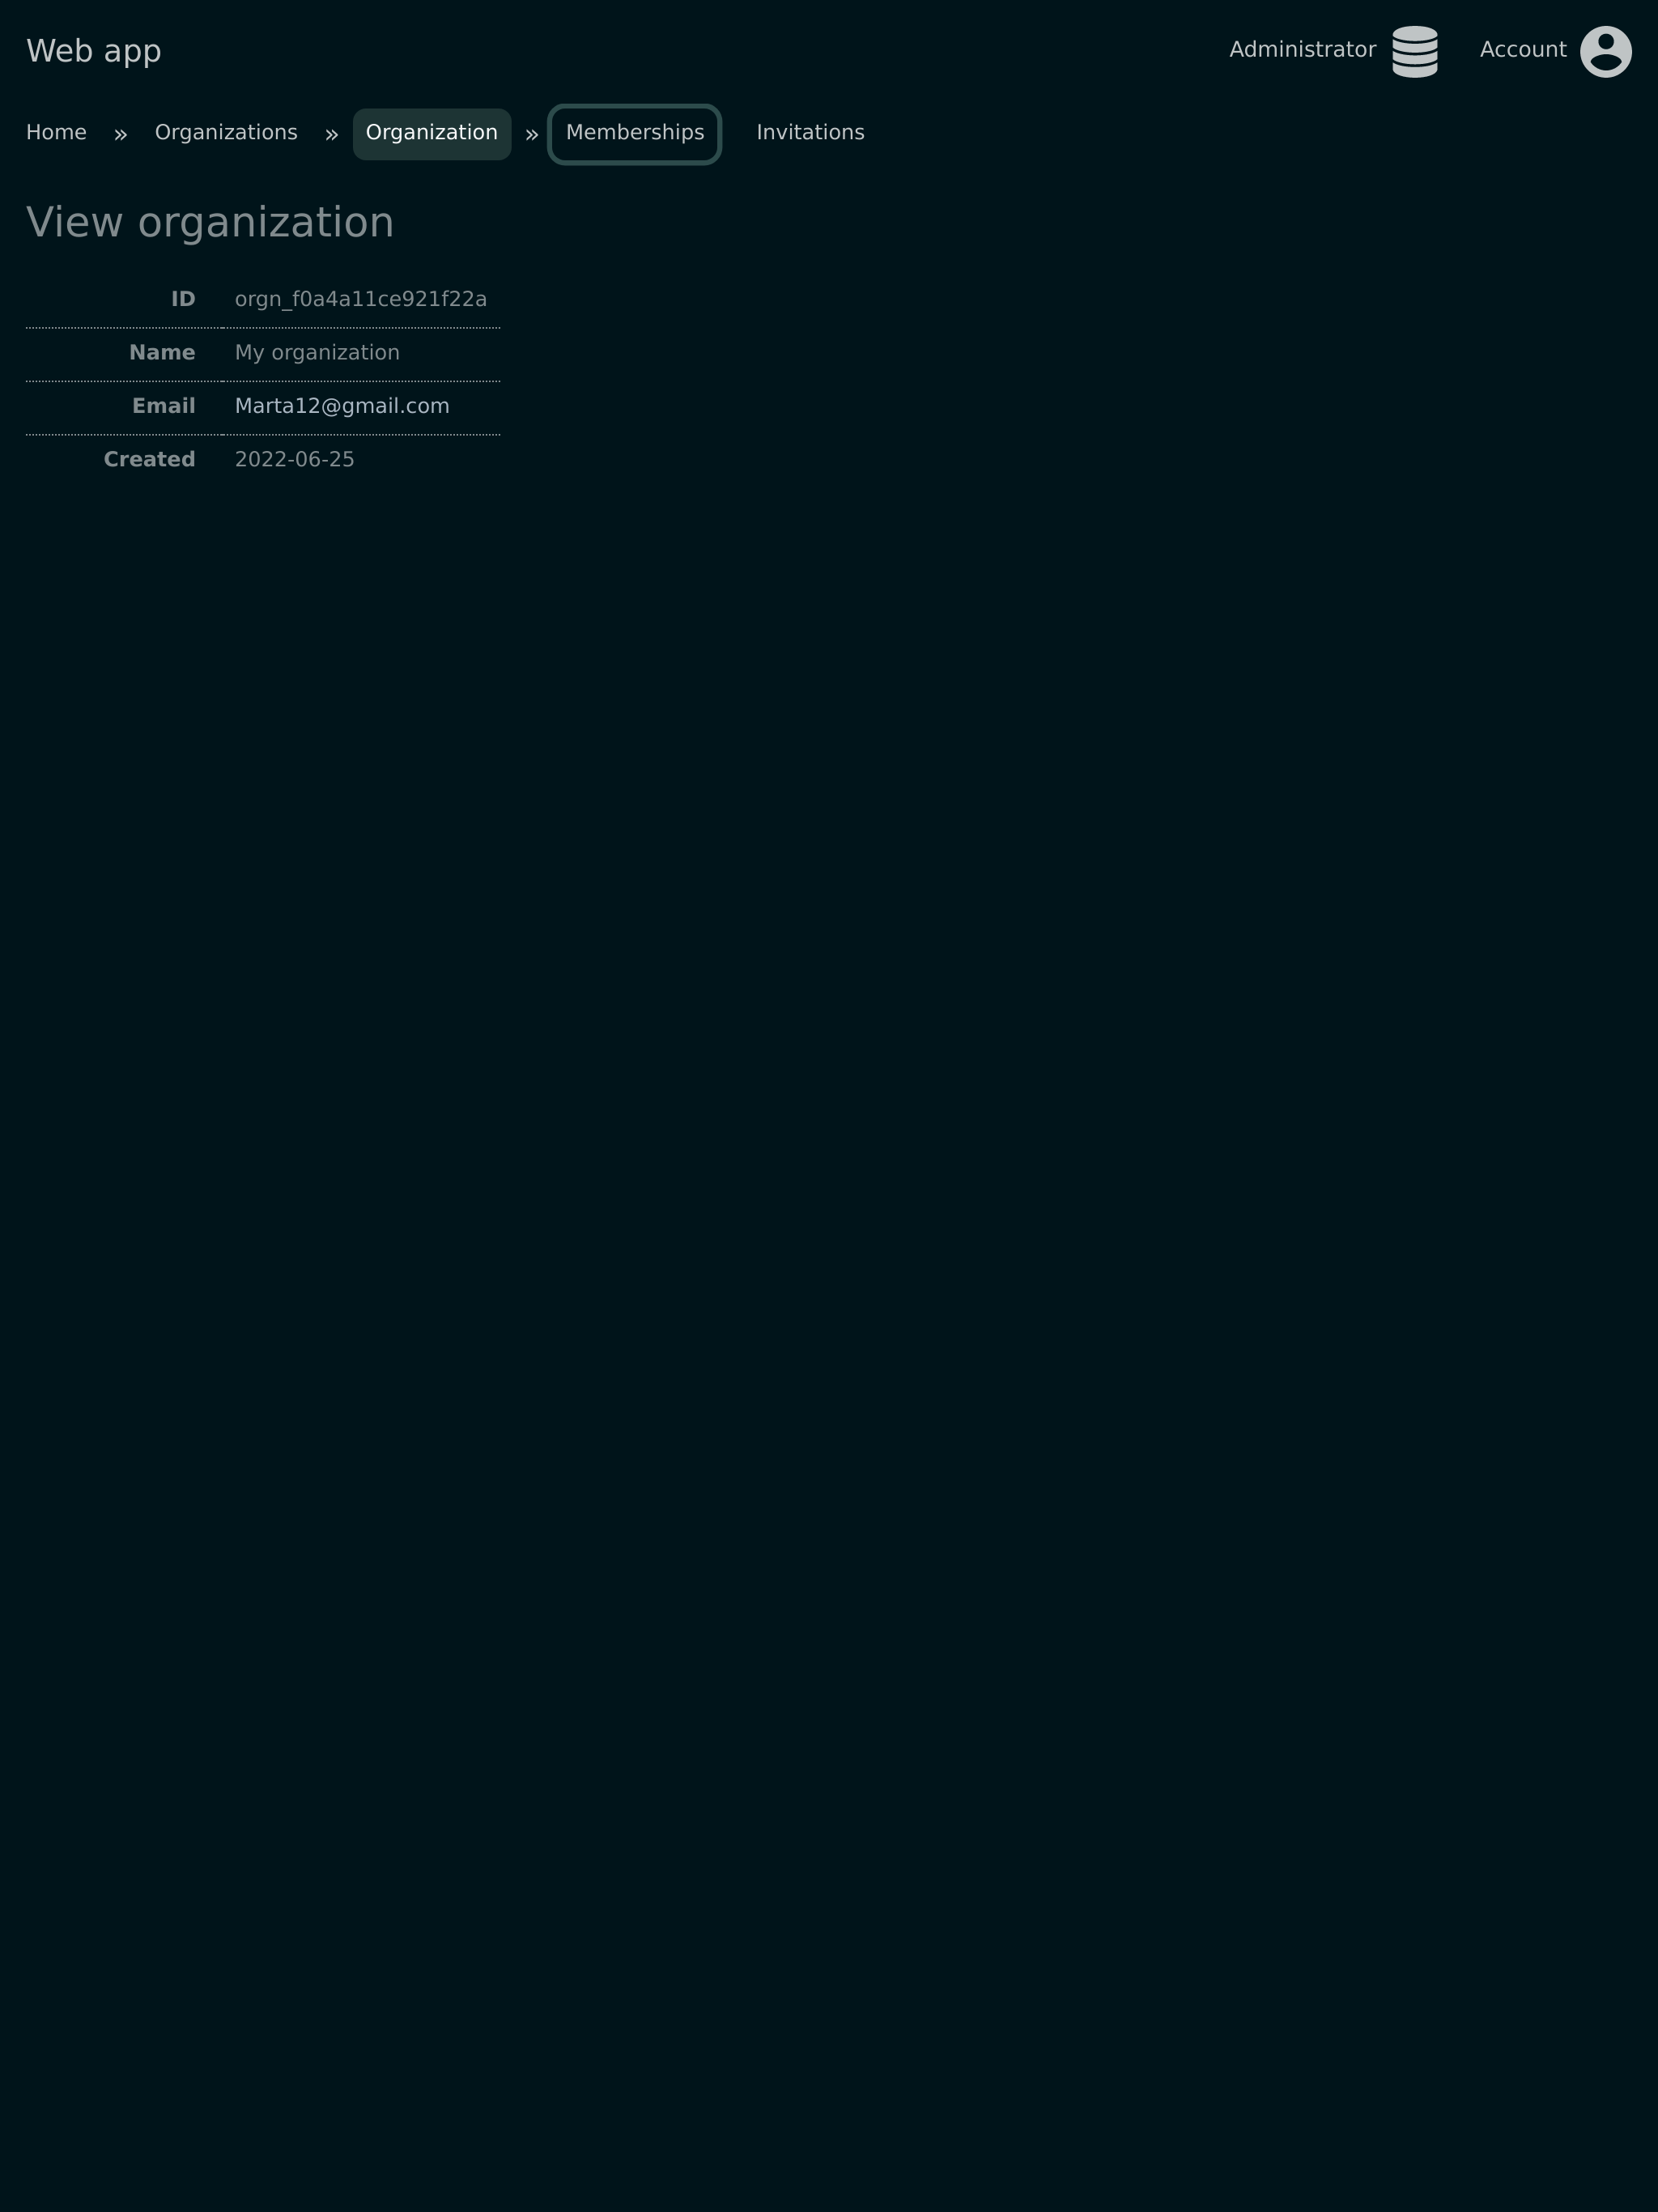 Web app
Administrator Account
Home » Organizations » Organization » Memberships Invitations
View organization
ID orgn_f0a4a11ce921f22a
Name My organization
Email Marta12@gmail.com
Created 2022-06-25